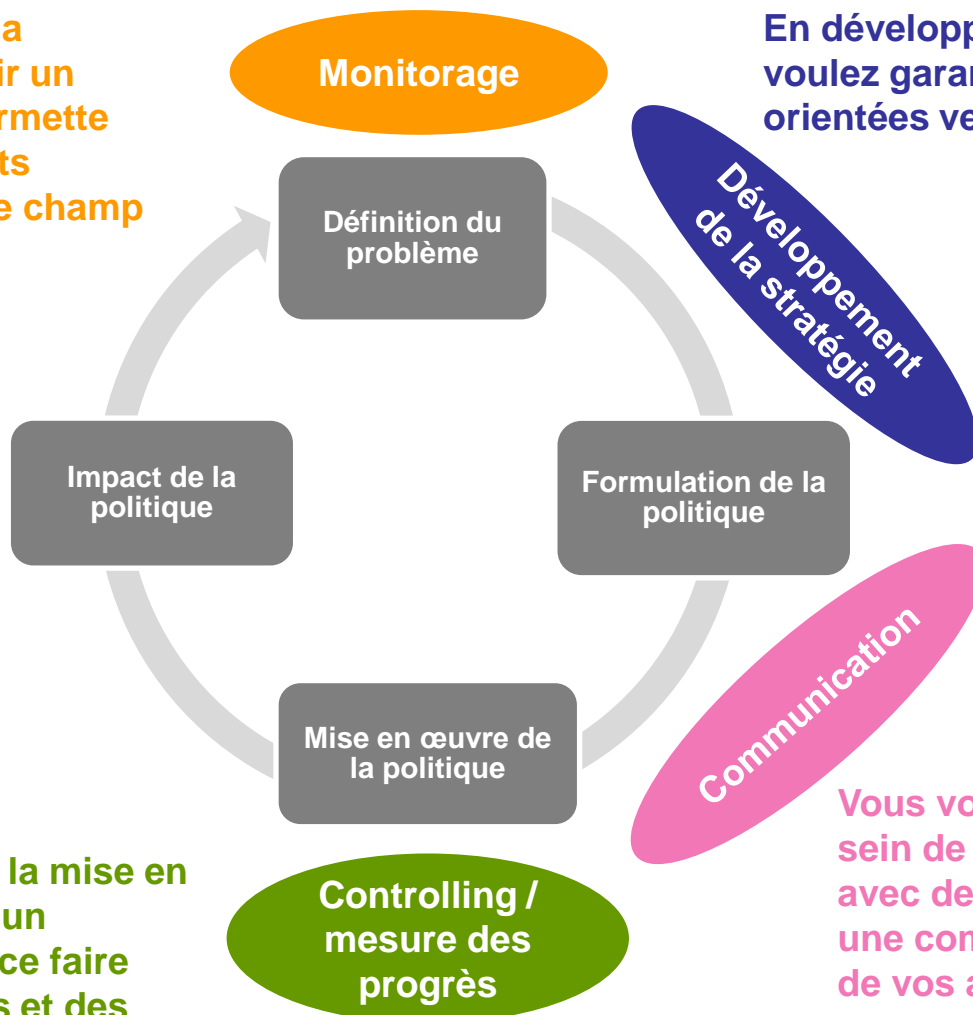 a
ir un
rmette
ts
e champ
Monitorage
En développ
voulez garan
orientées ve
Développement
de la stratégie
Définition du
problème
Impact de la
politique
Formulation de la
politique
Mise en œuvre de
la politique
Communication
la mise en
un
ce faire
s et des
Controlling /
mesure des
progrès
Vous vo
sein de
avec de
une com
de vos a